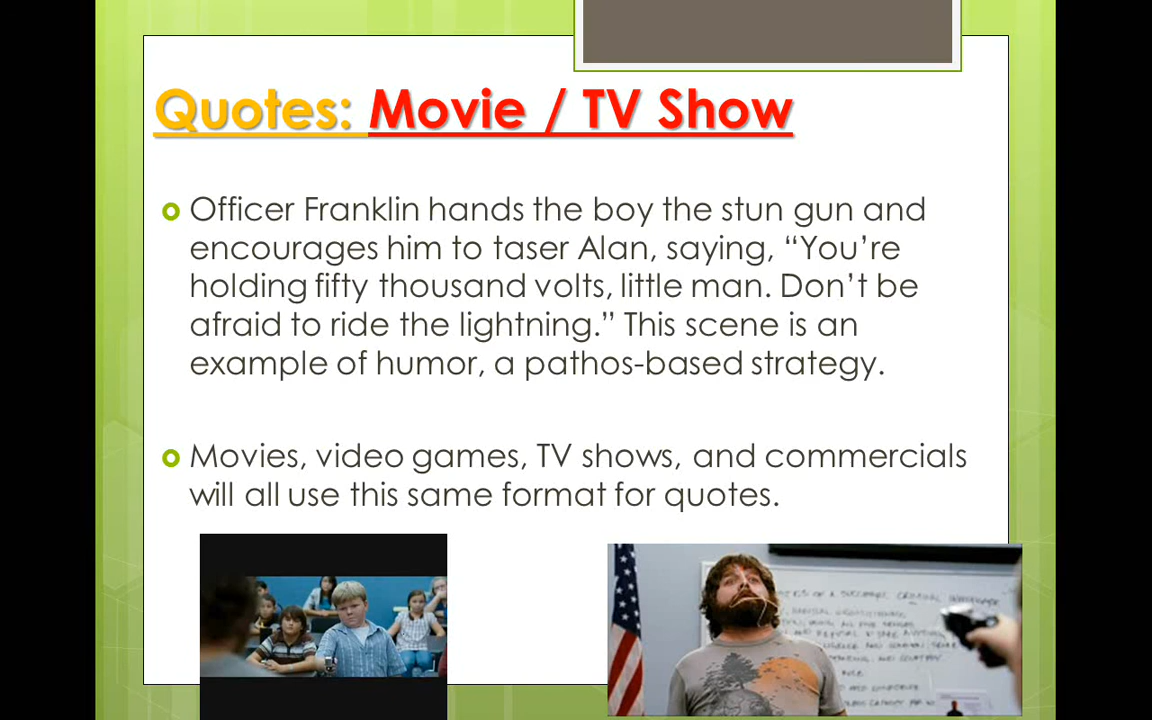 Quotes: Movie / TV Show
Officer Franklin hands the boy the stun gun and
encourages him to taser Alan, saying, “You’re
holding fifty thousand volts, little man. Don’t be
afraid to ride the lightning.” This scene is an
example of humor, a pathos-based strategy.
Movies, video games, TV shows, and commercials
will all use this same format for quotes.